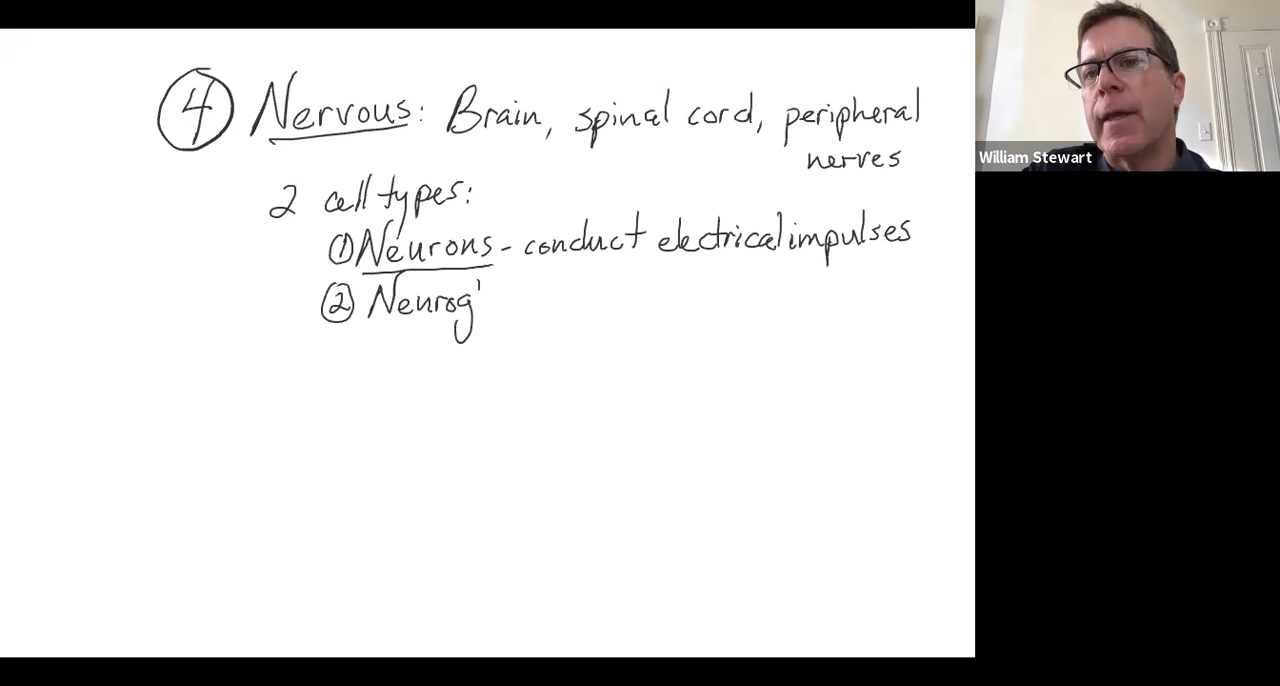 ④ Nervous: Brain, spinal cord, peripheral
nerves
2 cell types:
① Neurons - conduct electrical impulses
② Neurog'
William Stewart